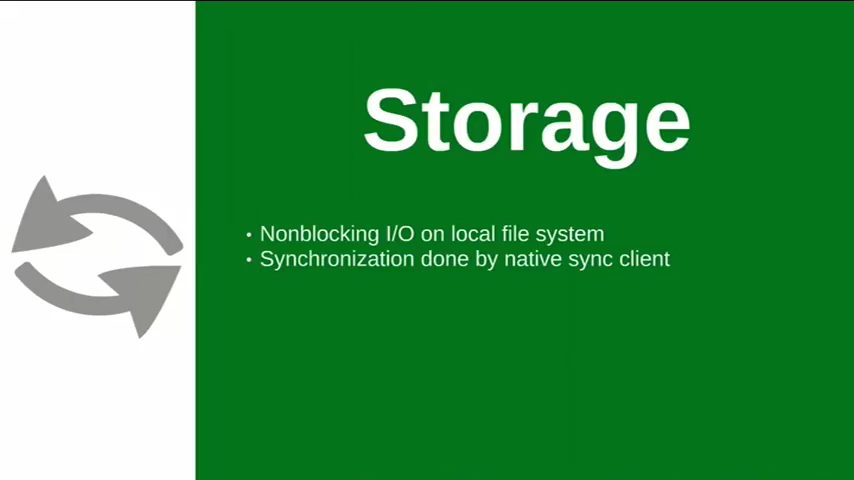 Storage
• Nonblocking I/O on local file system
• Synchronization done by native sync client